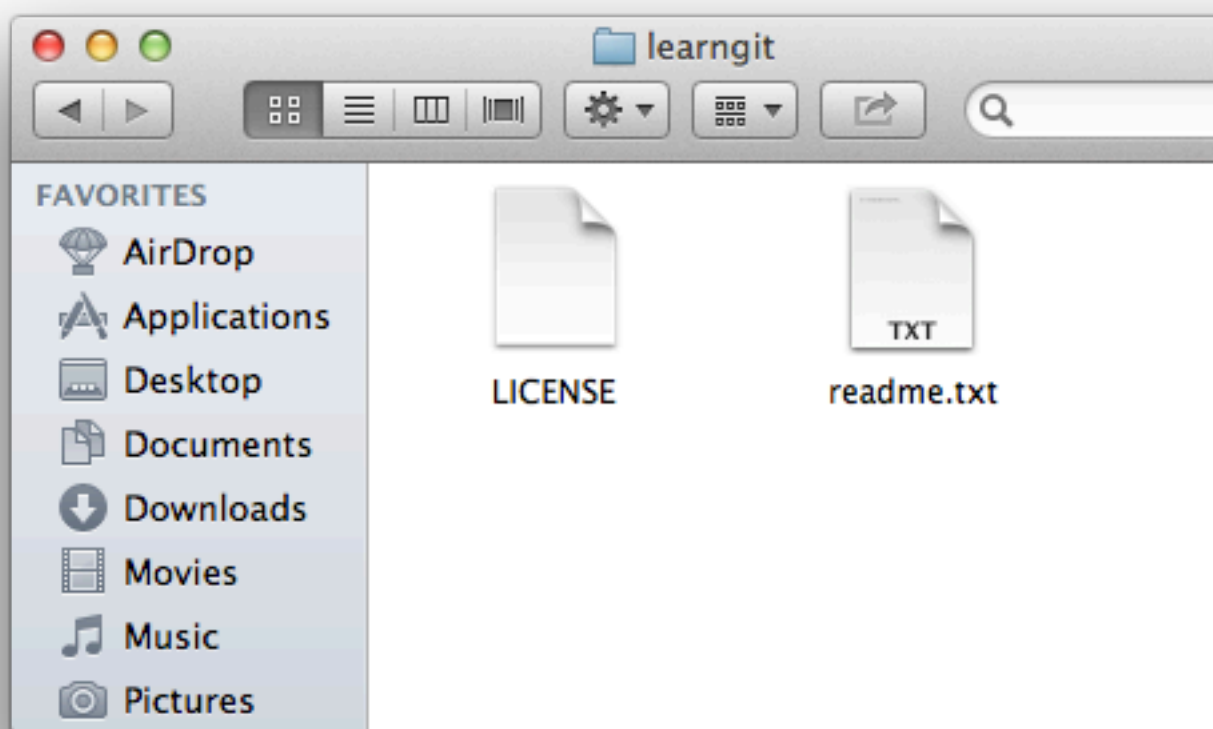 learngit
FAVORITES
AirDrop
Applications
Desktop
Documents
Downloads
Movies
Music
Pictures
TXT
LICENSE
readme.txt